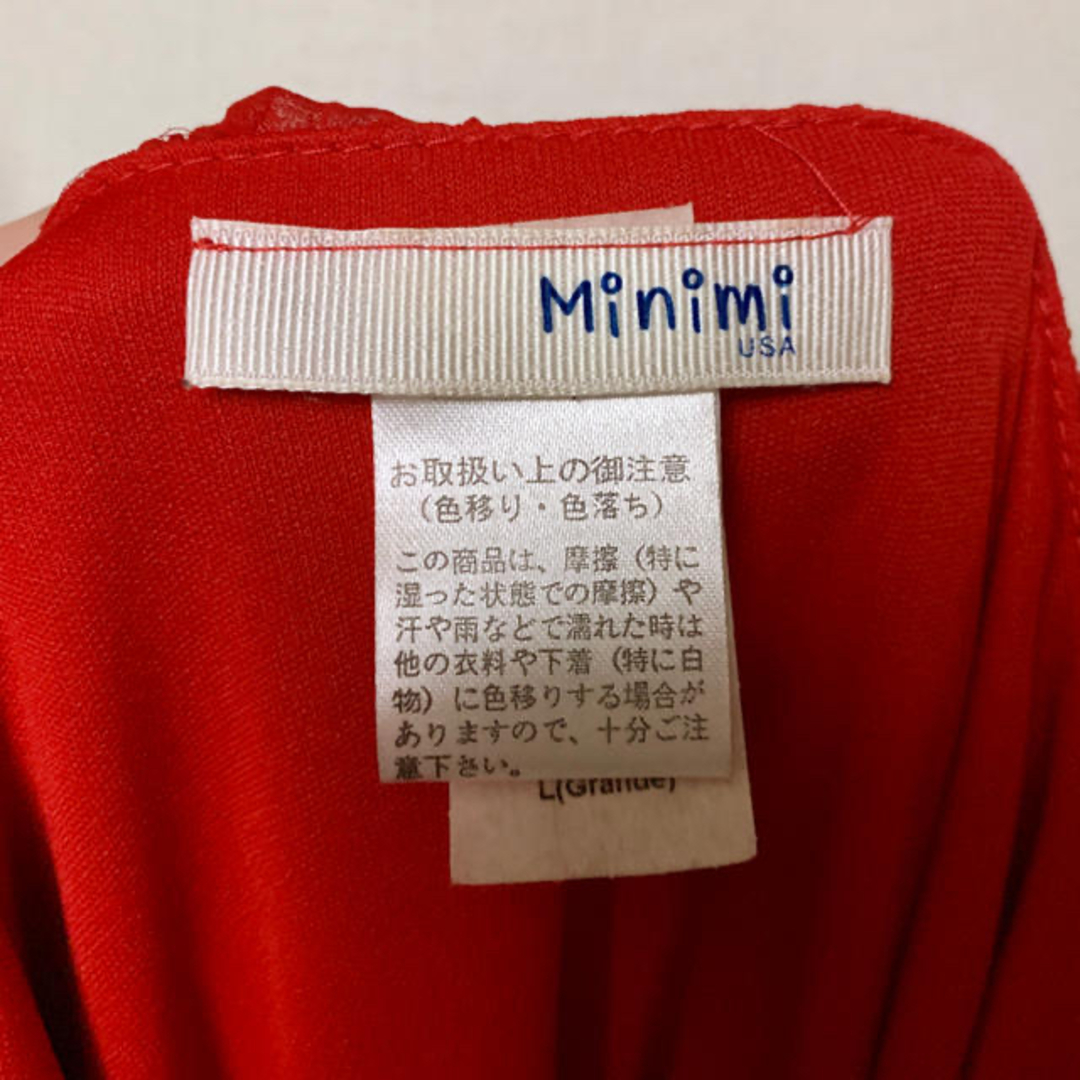 Minimi
USA
お取扱い上の御注意
（色移り・色落ち）
この商品は、摩擦（特に
湿った状態での摩擦）や
汗や雨などで濡れた時は
他の衣料や下着（特に白
物）に色移りする場合が
ありますので、十分ご注
意下さい。
L(Grande)